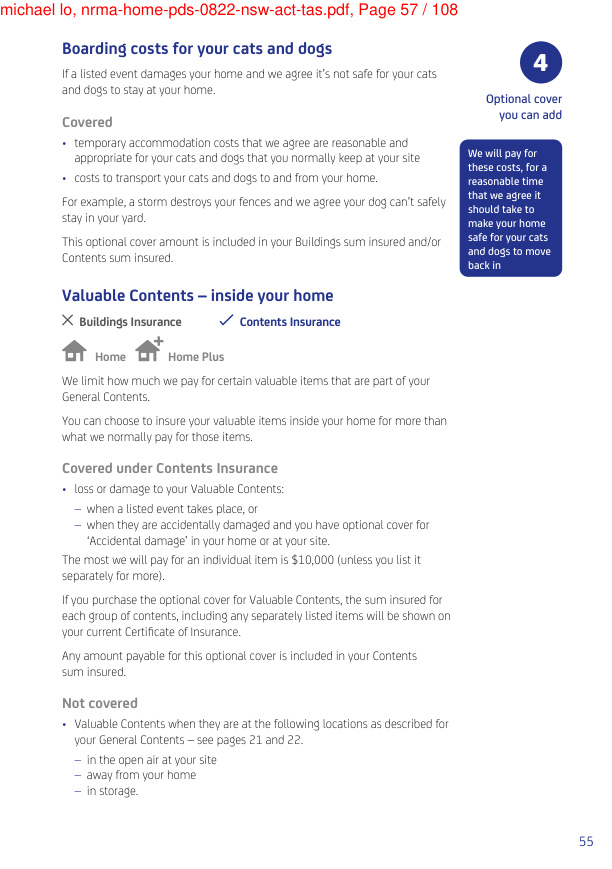 michael lo, nrma-home-pds-0822-nsw-act-tas.pdf, Page 57 / 108
Boarding costs for your cats and dogs
If a listed event damages your home and we agree it's not safe for your cats
and dogs to stay at your home.
Covered
• temporary accommodation costs that we agree are reasonable and
appropriate for your cats and dogs that you normally keep at your site
• costs to transport your cats and dogs to and from your home.
For example, a storm destroys your fences and we agree your dog can't safely
stay in your yard.
This optional cover amount is included in your Buildings sum insured and/or
Contents sum insured.
4
Optional cover
you can add
We will pay for
these costs, for a
reasonable time
that we agree it
should take to
make your home
safe for your cats
and dogs to move
back in
Valuable Contents – inside your home
Buildings Insurance
Contents Insurance
Home
Home Plus
We limit how much we pay for certain valuable items that are part of your
General Contents.
You can choose to insure your valuable items inside your home for more than
what we normally pay for those items.
Covered under Contents Insurance
• loss or damage to your Valuable Contents:
– when a listed event takes place, or
– when they are accidentally damaged and you have optional cover for
'Accidental damage' in your home or at your site.
The most we will pay for an individual item is $10,000 (unless you list it
separately for more).
If you purchase the optional cover for Valuable Contents, the sum insured for
each group of contents, including any separately listed items will be shown on
your current Certificate of Insurance.
Any amount payable for this optional cover is included in your Contents
sum insured.
Not covered
• Valuable Contents when they are at the following locations as described for
your General Contents – see pages 21 and 22.
– in the open air at your site
– away from your home
– in storage.
55